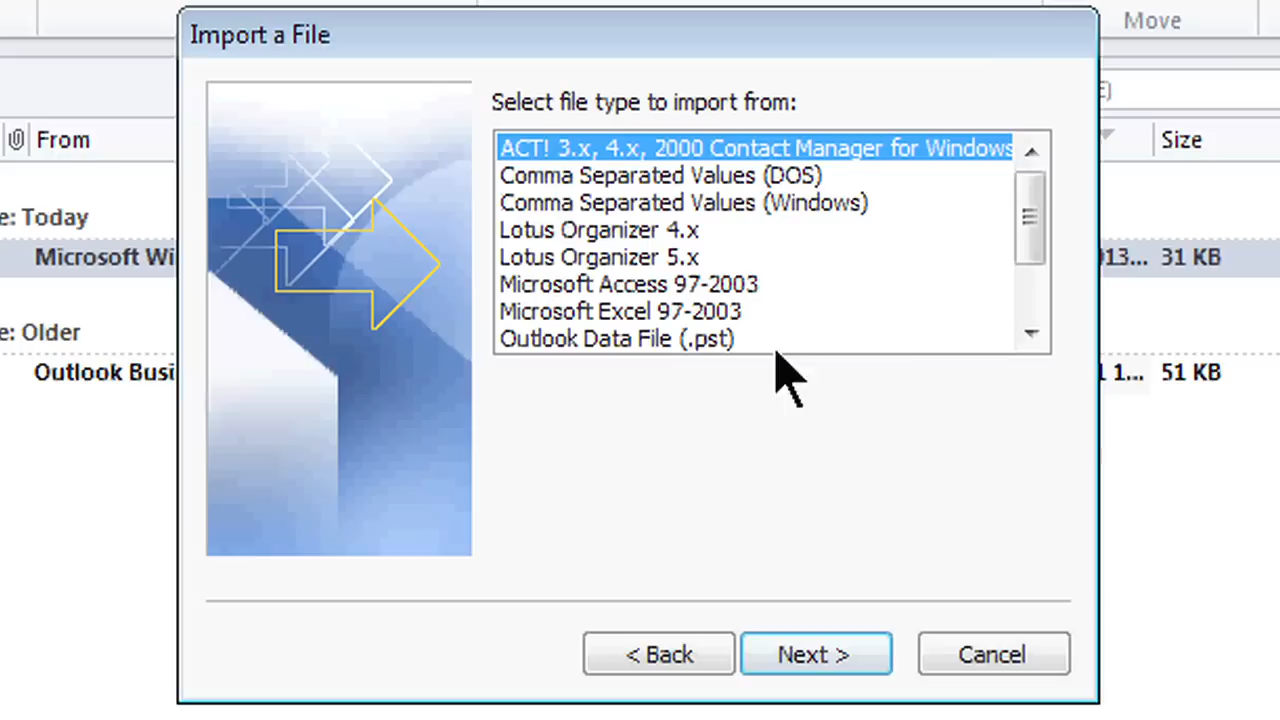 Move
Import a File
Select file type to import from:
From
Size
ACT! 3.x, 4.x, 2000 Contact Manager for Windows
Comma Separated Values (DOS)
Comma Separated Values (Windows)
e: Today
Lotus Organizer 4.x
Microsoft Wi
Lotus Organizer 5.x
013... 31 KB
Microsoft Access 97-2003
Microsoft Excel 97-2003
e: Older
Outlook Data File (.pst)
Outlook Busi
1 1... 51 KB
< Back
Next >
Cancel